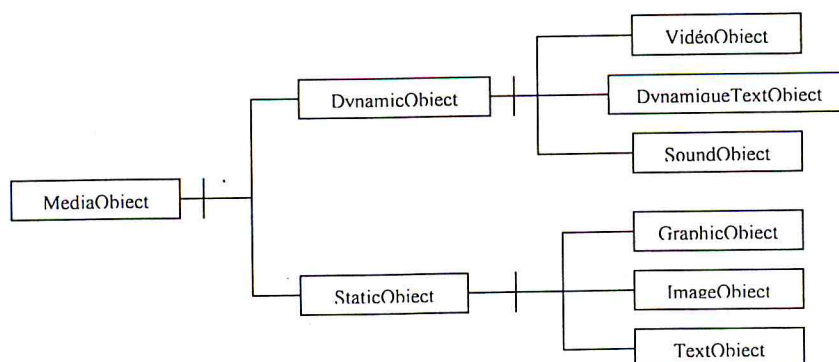 VidéoObject
DynamicObject
DynamiqueTextObject
SoundObject
MediaObject
GraphicObject
StaticObject
ImageObject
TextObject